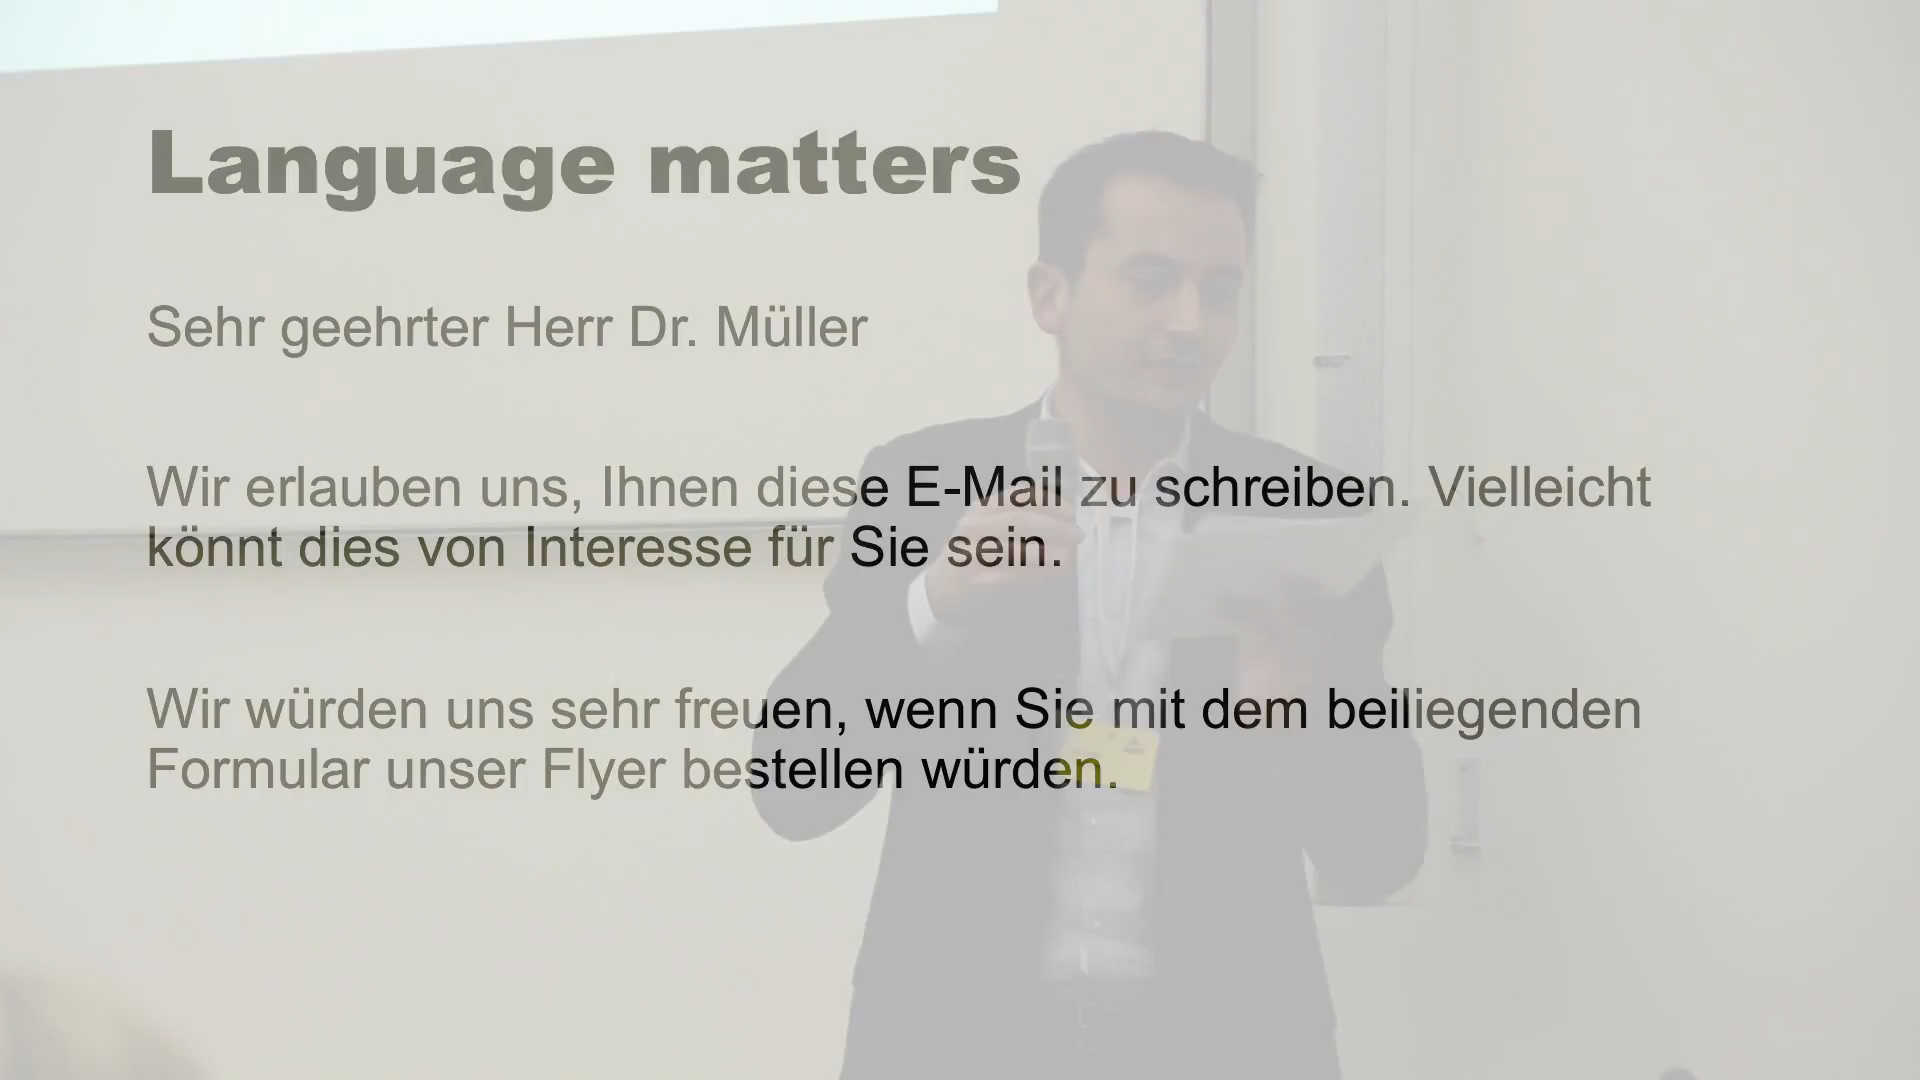 Language matters
Sehr geehrter Herr Dr. Müller
Wir erlauben uns, Ihnen diese E-Mail zu schreiben. Vielleicht
könnt dies von Interesse für Sie sein.
Wir würden uns sehr freuen, wenn Sie mit dem beiliegenden
Formular unser Flyer bestellen würden.